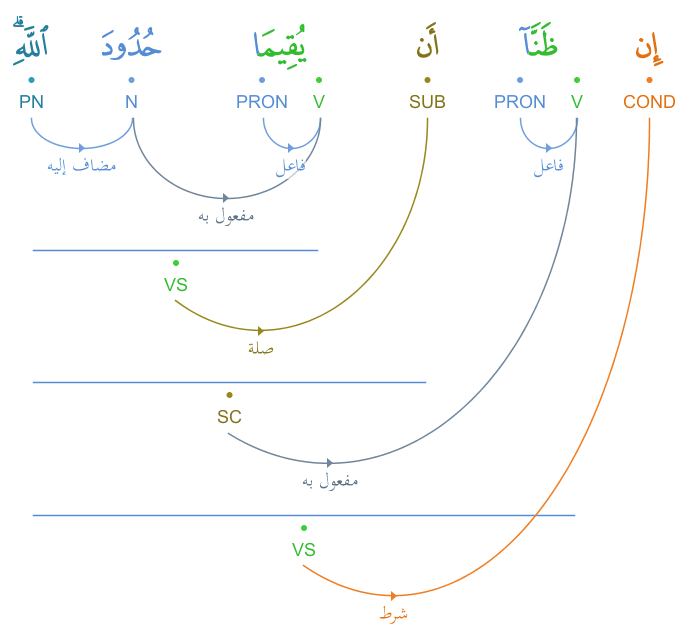 إِن ظَنَّآ أَن يُقِيمَا حُدُودَ ٱللَّهِ ۗ
COND V PRON SUB V PRON N PN
فاعل فاعل مضاف إليه
مفعول به
VS
صلة
SC
مفعول به
VS
شرط